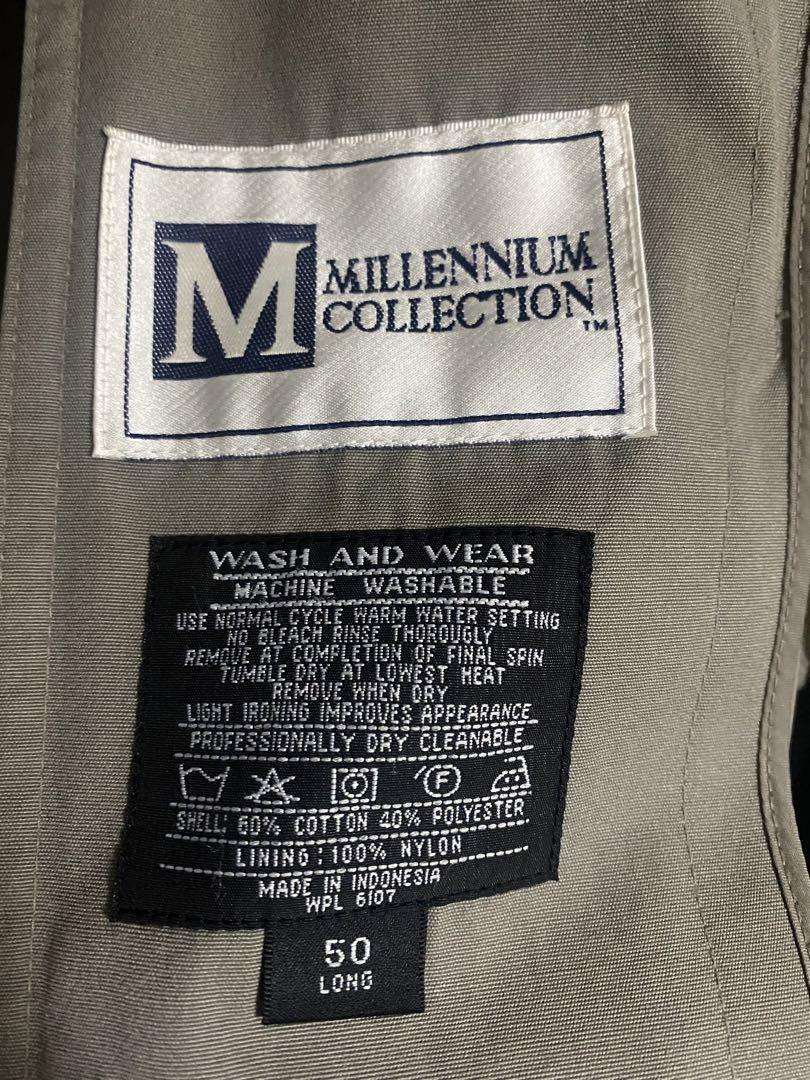 M
MILLENNIUM
COLLECTION
TM
WASH AND WEAR
MACHINE WASHABLE
USE NORMAL CYCLE WARM WATER SETTING
NO BLEACH RINSE THOROUGLY
REMOVE AT COMPLETION OF FINAL SPIN
TUMBLE DRY AT LOWEST HEAT
REMOVE WHEN DRY
LIGHT IRONING IMPROVES APPEARANCE
PROFESSIONALLY DRY CLEANABLE
F
SHELL: 60% COTTON 40% POLYESTER
LINING: 100% NYLON
MADE IN INDONESIA
WPL 6107
50
LONG